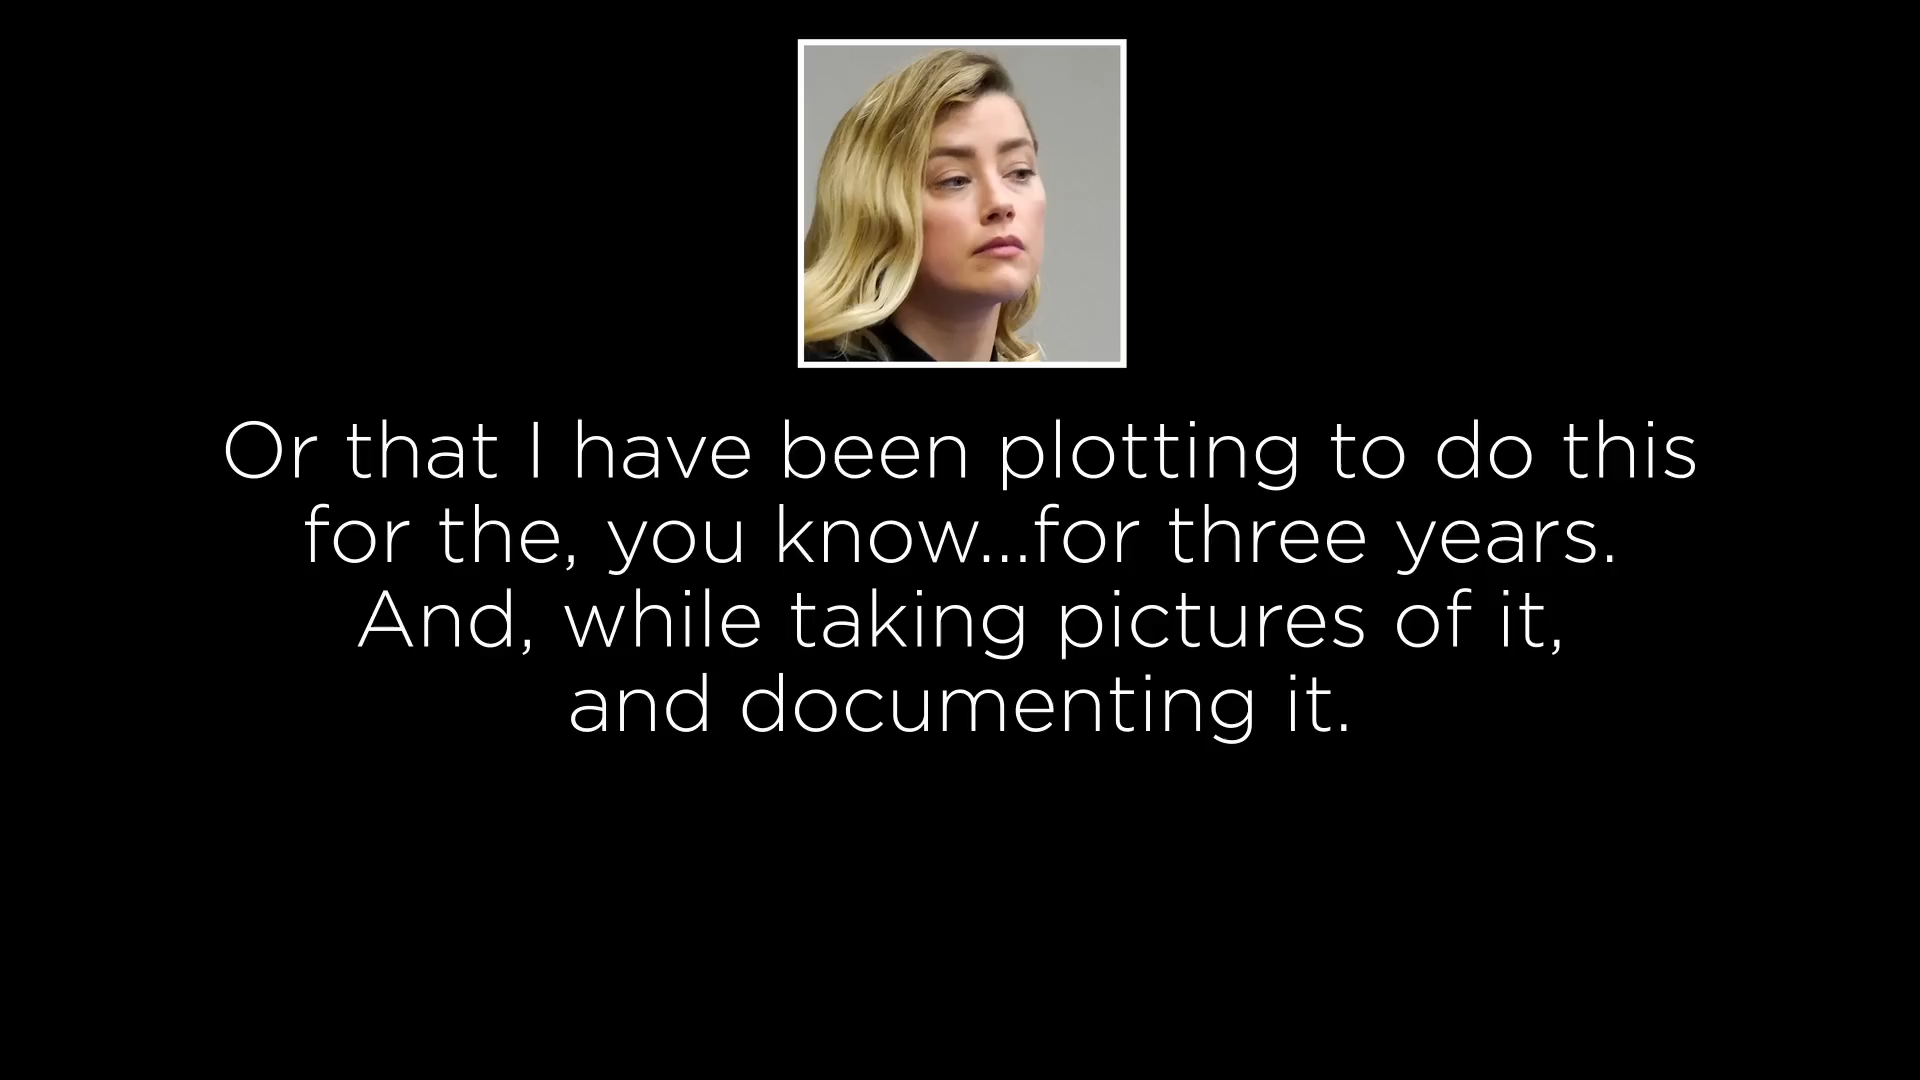 Or that I have been plotting to do this
for the, you know...for three years.
And, while taking pictures of it,
and documenting it.